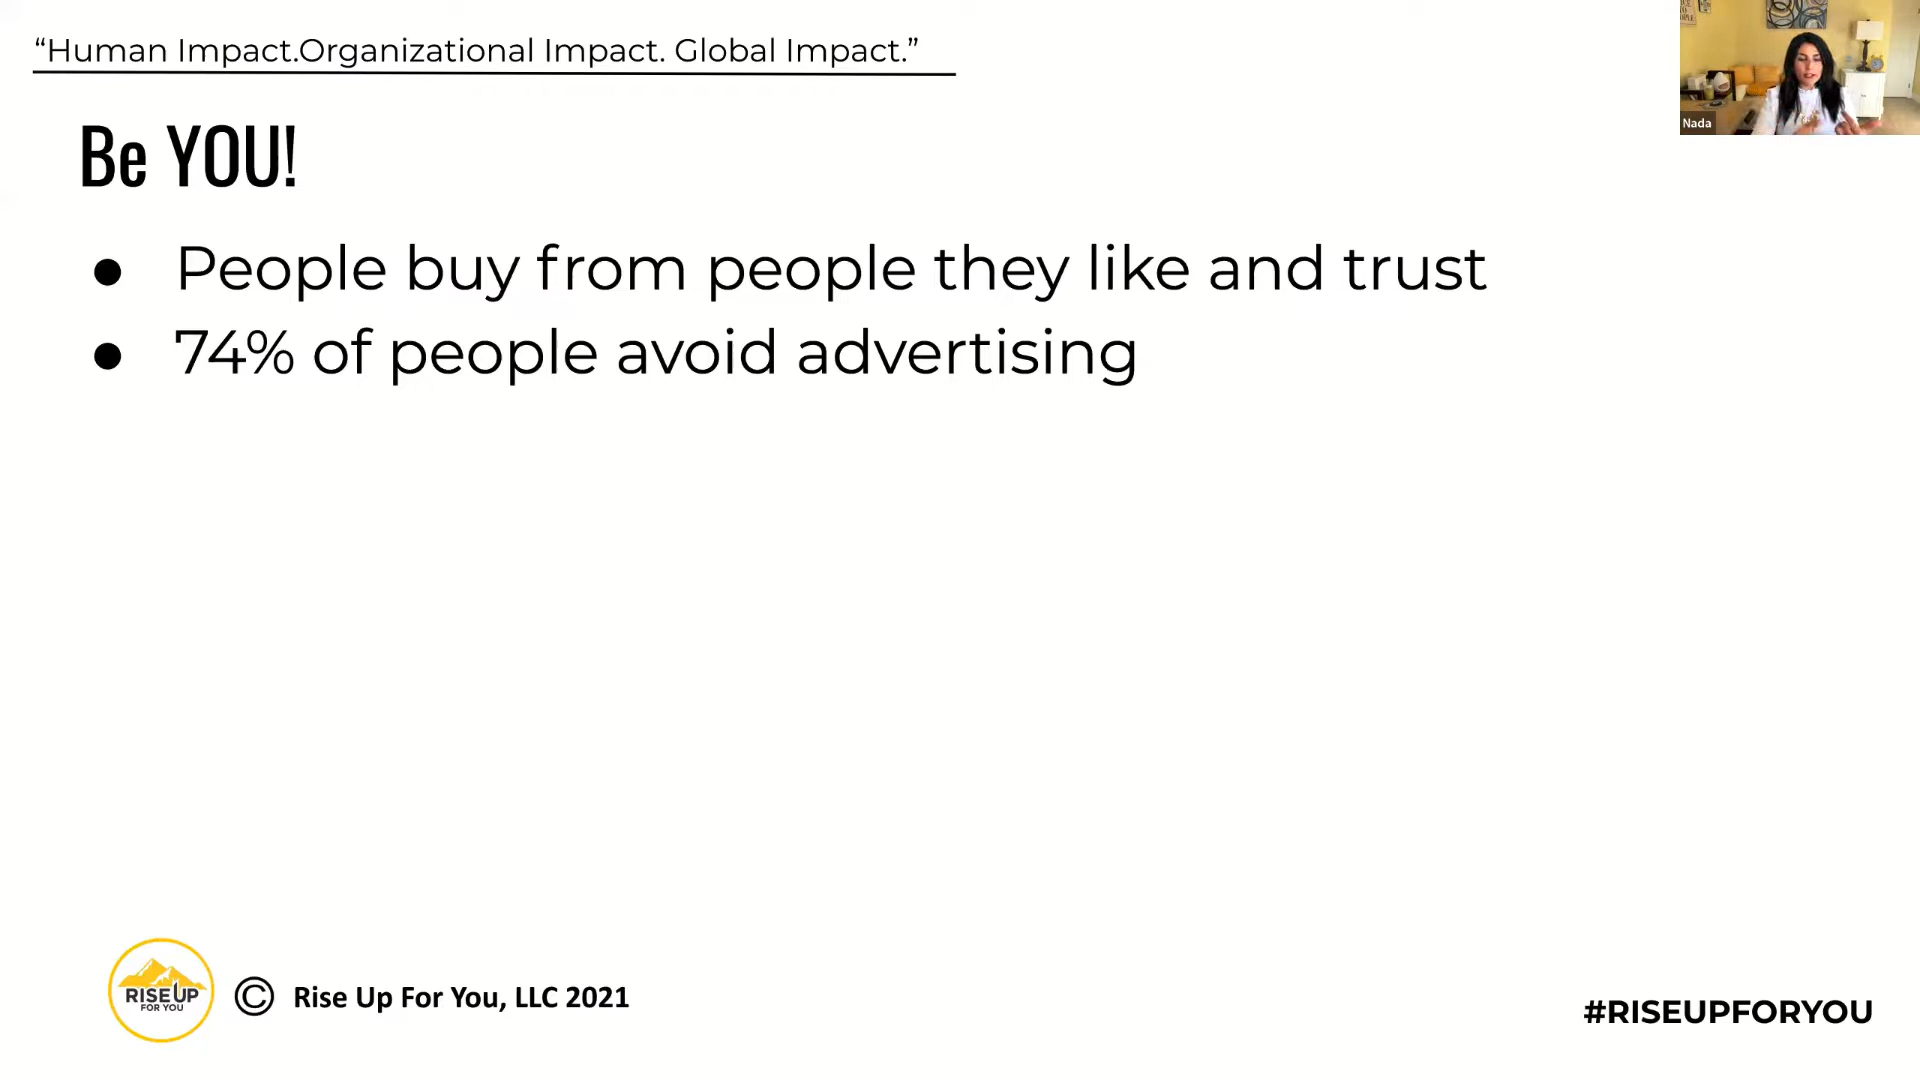 “Human Impact.Organizational Impact. Global Impact.”
Nada
Be YOU!
● People buy from people they like and trust
● 74% of people avoid advertising
RISE UP
FOR YOU
© Rise Up For You, LLC 2021
#RISEUPFORYOU